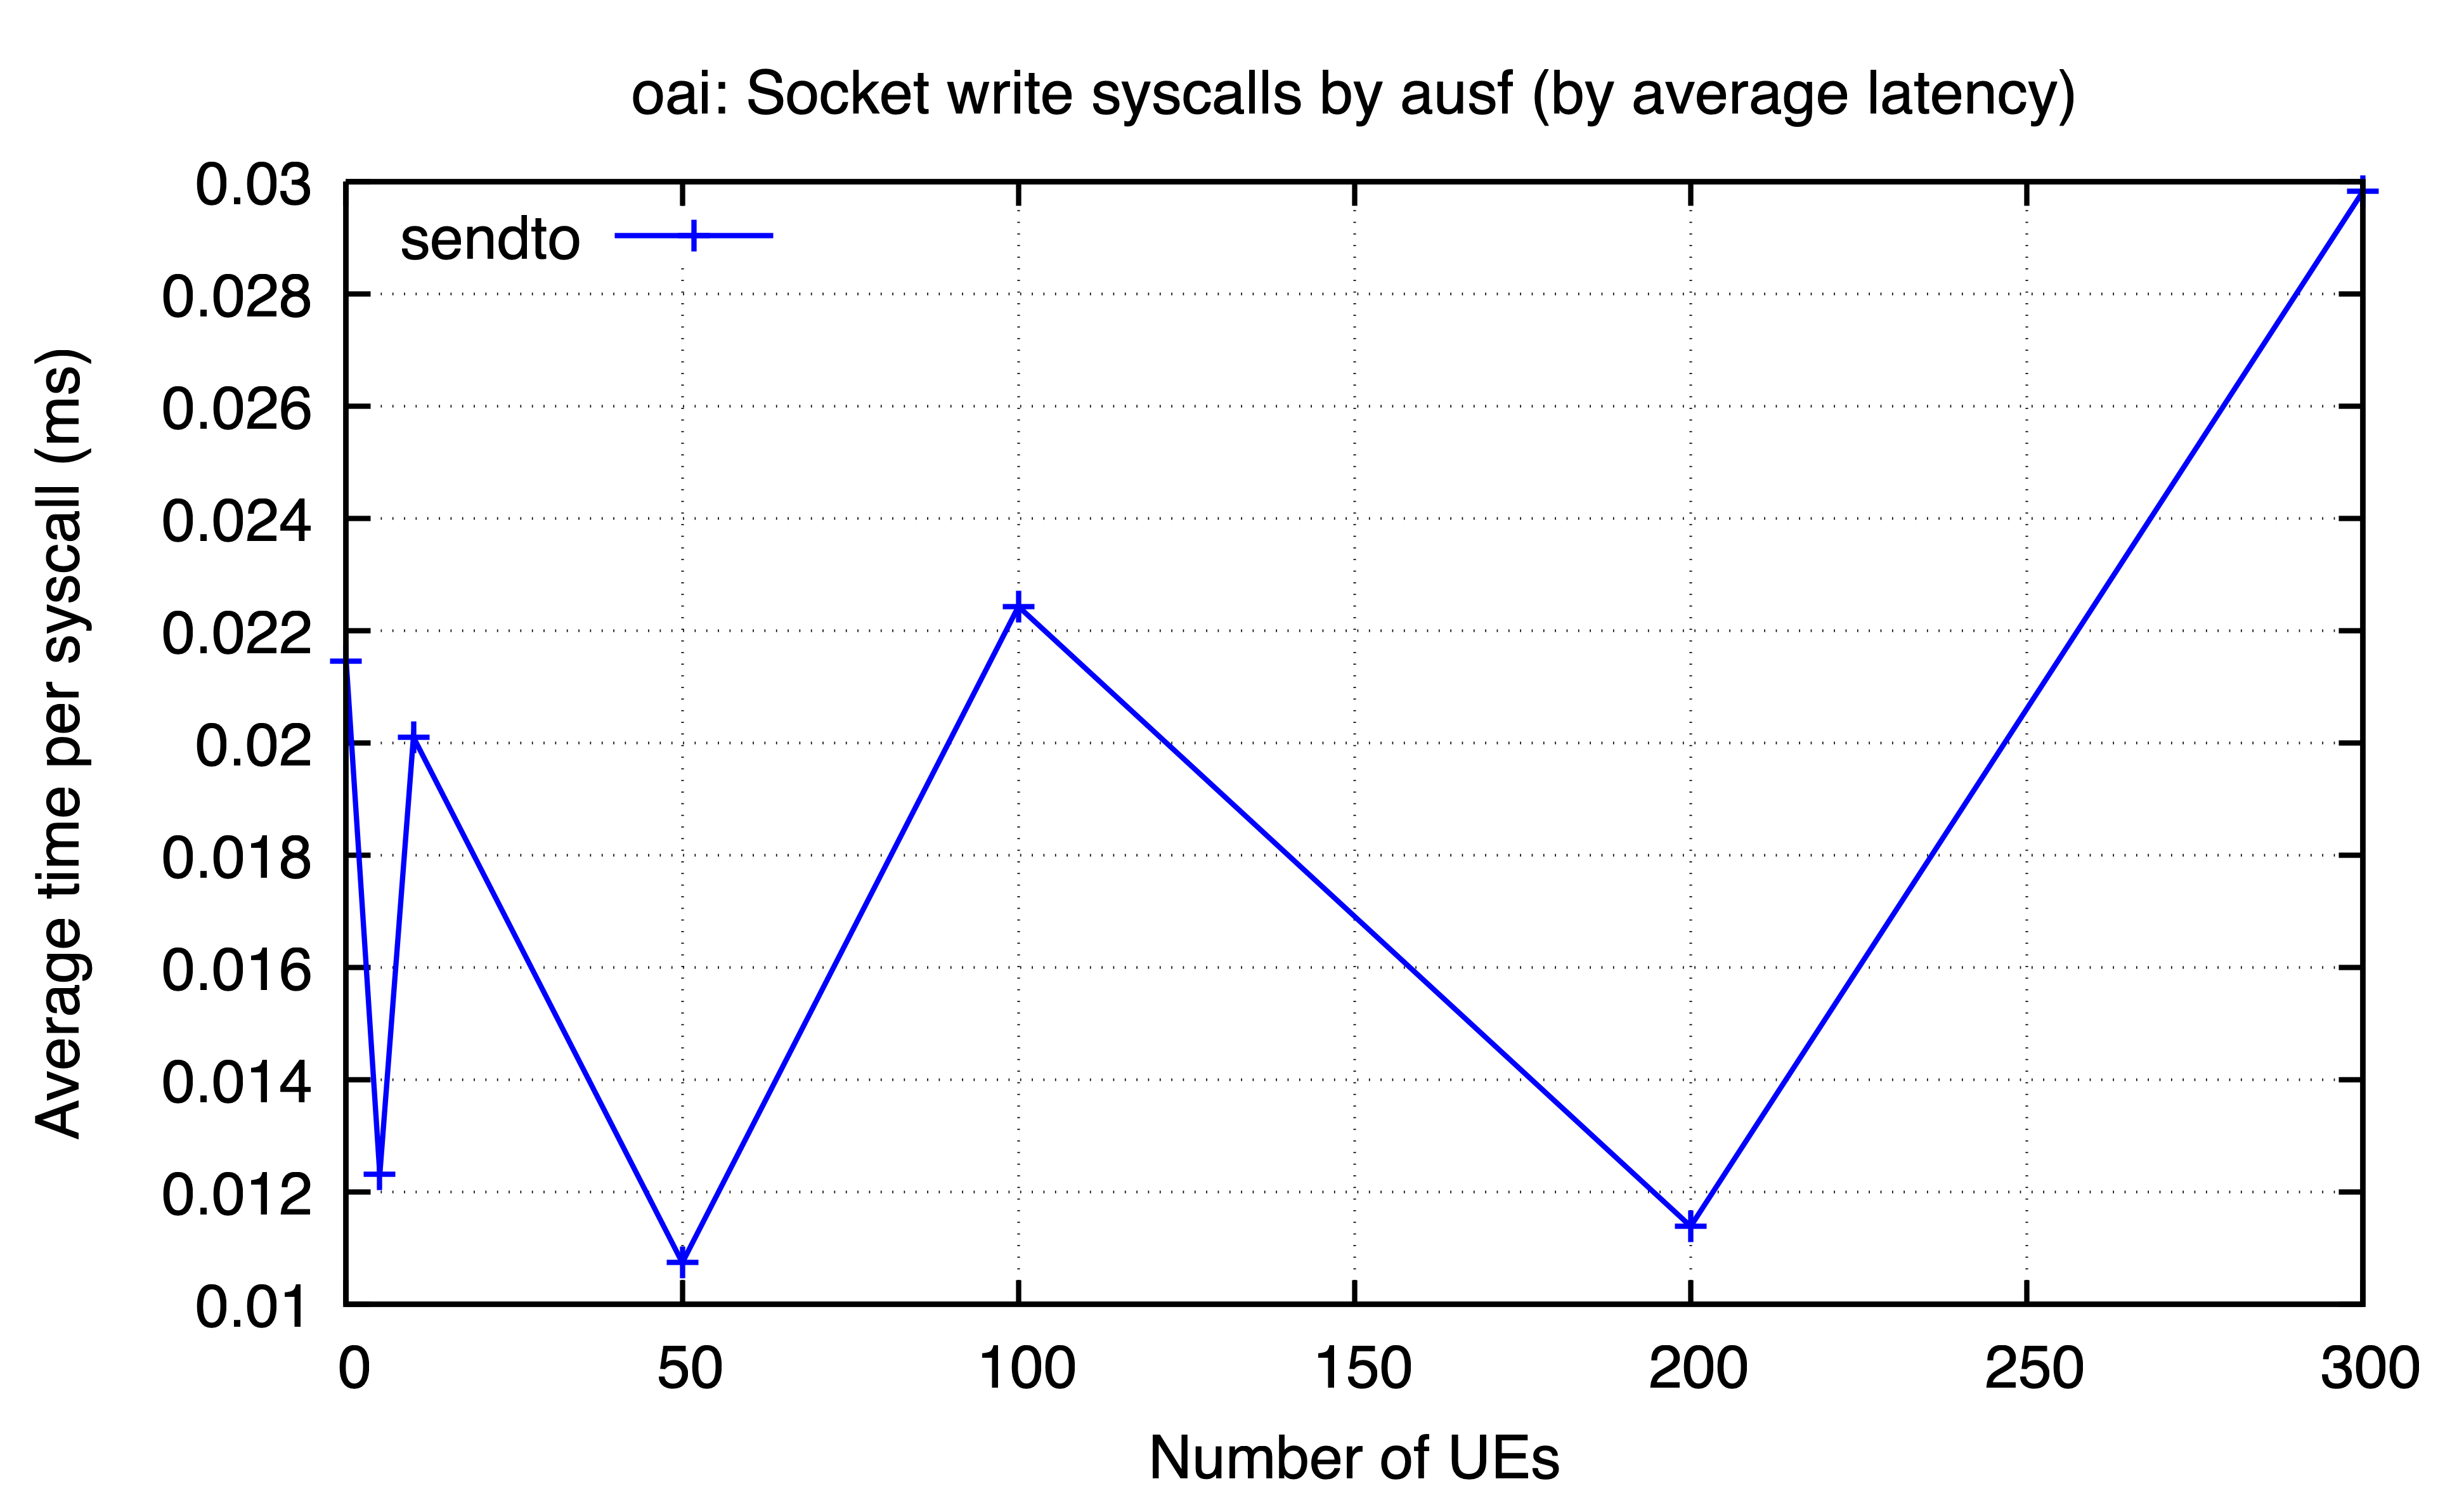 oai: Socket write syscalls by ausf (by average latency)
sendto
0.03
0.028
0.026
0.024
0.022
0.02
0.018
0.016
0.014
0.012
0.01
Average time per syscall (ms)
0 50 100 150 200 250 300
Number of UEs